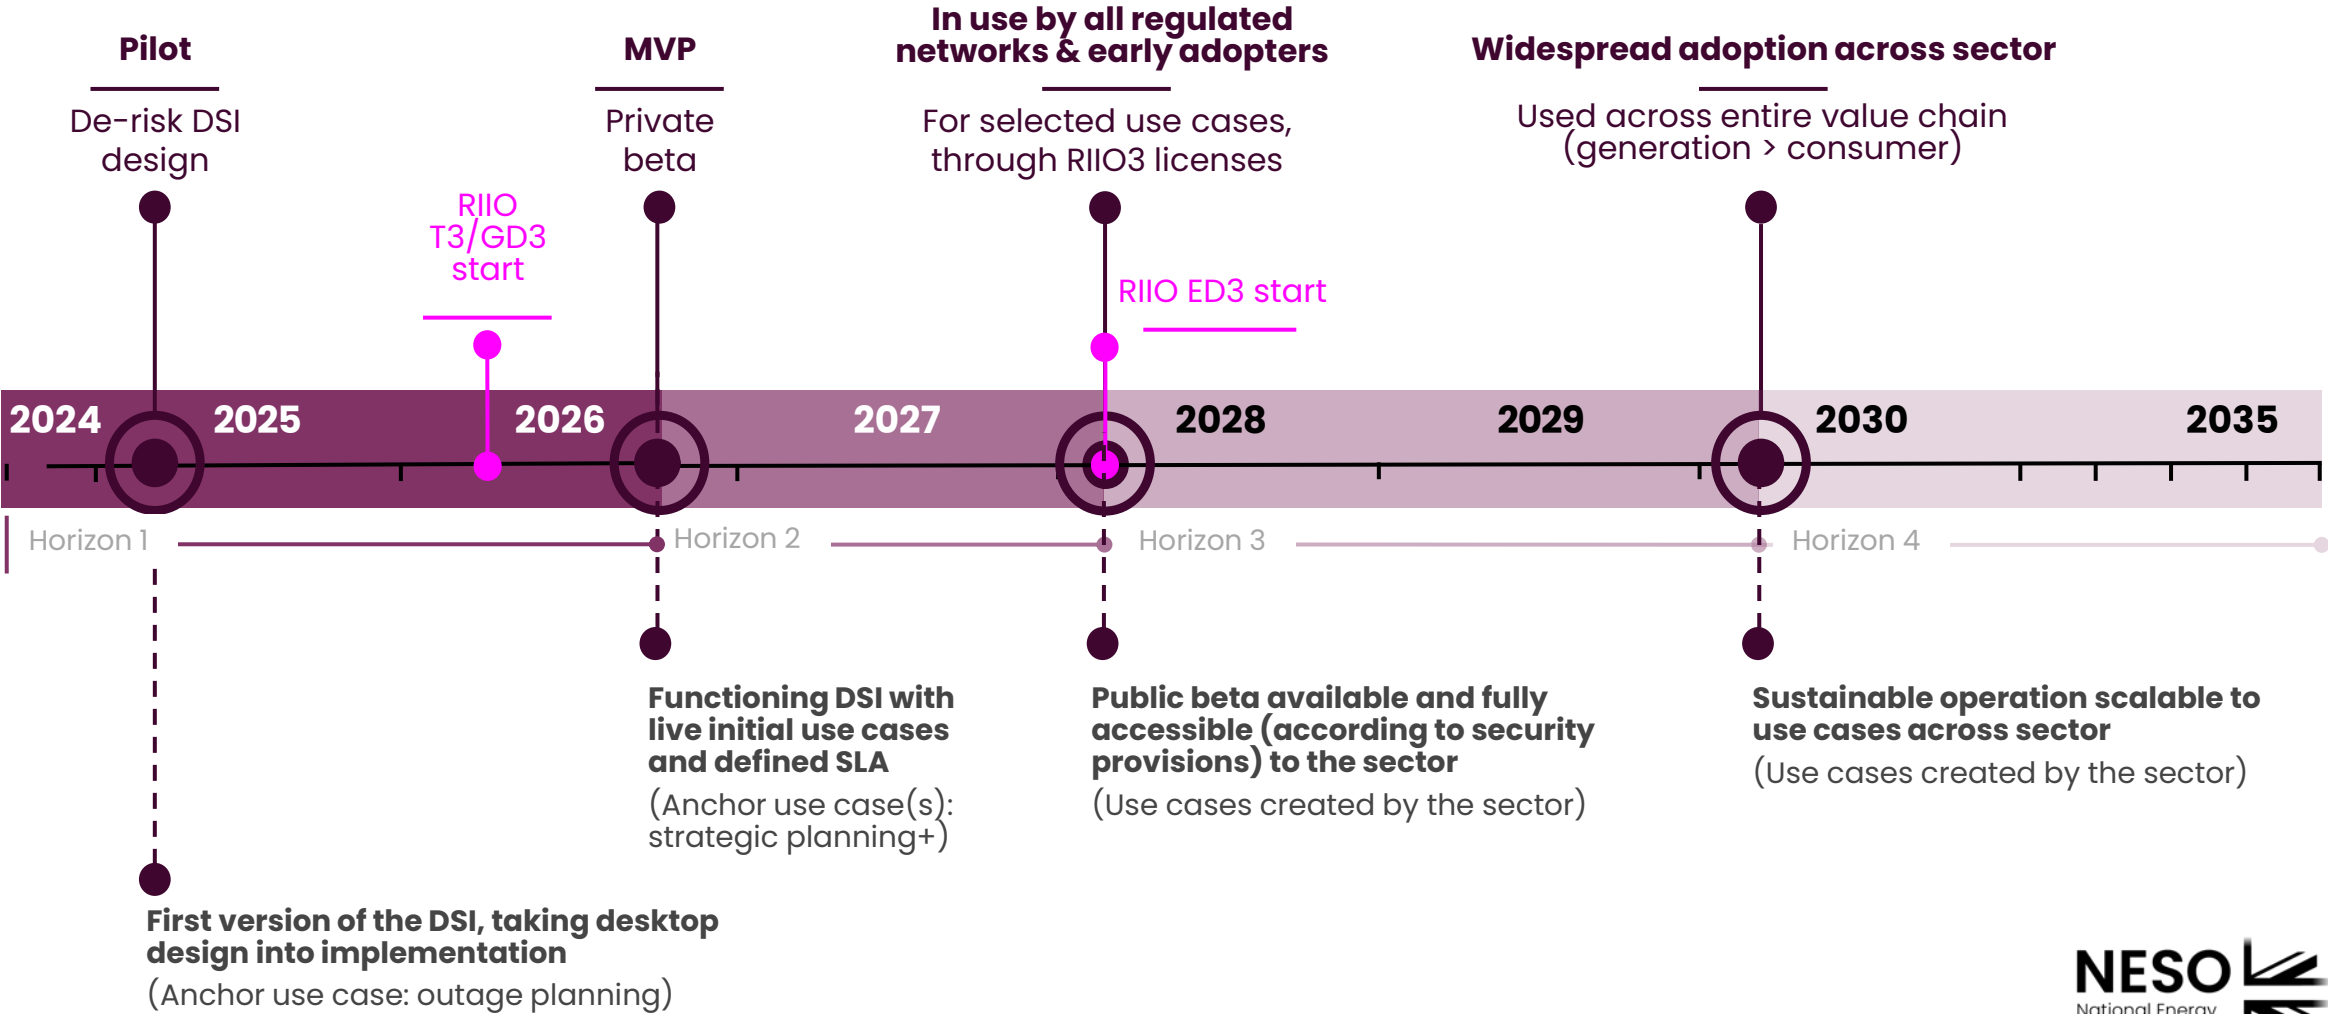 Pilot
De-risk DSI
design
MVP
Private
beta
In use by all regulated
networks & early adopters
For selected use cases,
through RIIO3 licenses
Widespread adoption across sector
Used across entire value chain
(generation > consumer)
RIIO
T3/GD3
start
RIIO ED3 start
2024 2025 2026 2027 2028 2029 2030 2035
Horizon 1 Horizon 2 Horizon 3 Horizon 4
Functioning DSI with
live initial use cases
and defined SLA
(Anchor use case(s):
strategic planning+)
Public beta available and fully
accessible (according to security
provisions) to the sector
(Use cases created by the sector)
Sustainable operation scalable to
use cases across sector
(Use cases created by the sector)
First version of the DSI, taking desktop
design into implementation
(Anchor use case: outage planning)
NESO
National Energy